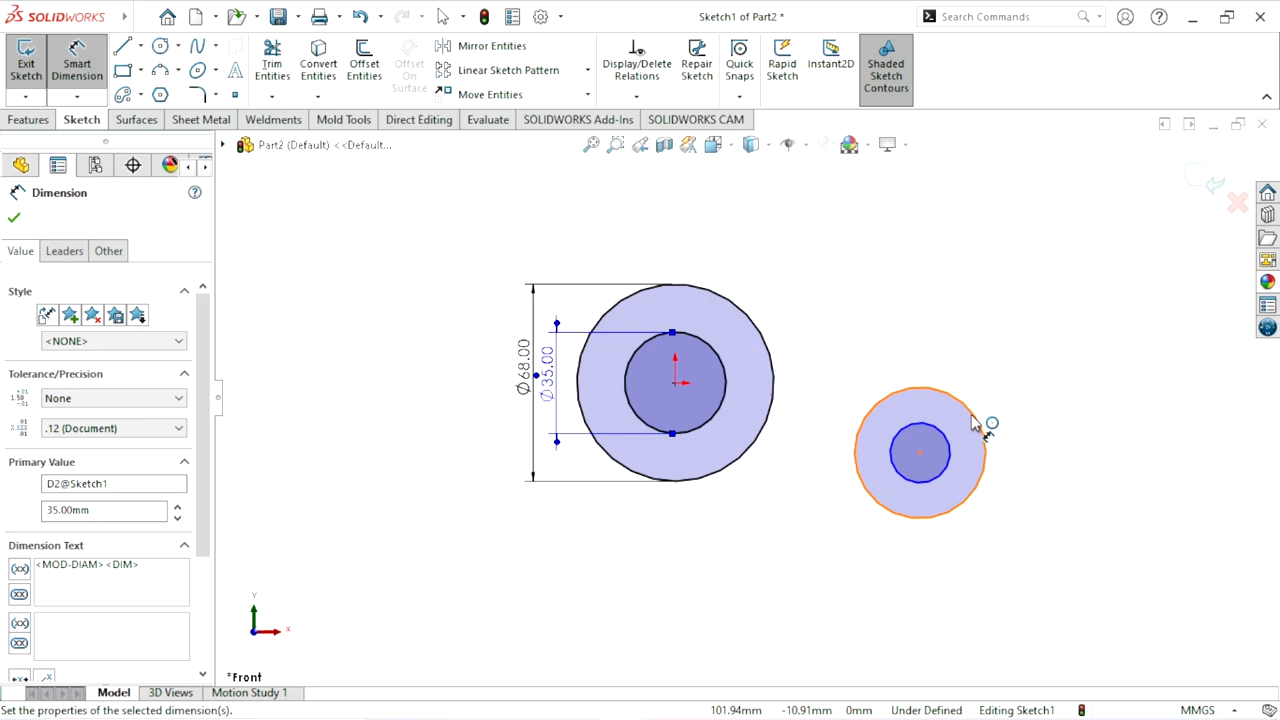 SOLIDWORKS
Sketch1 of Part2 *
Search Commands
Exit
Sketch
Smart
Dimension
Trim
Entities
Convert
Entities
Offset
Entities
Offset
On
Surface
Mirror Entities
Linear Sketch Pattern
Move Entities
Display/Delete
Relations
Repair
Sketch
Quick
Snaps
Rapid
Sketch
Instant2D
Shaded
Sketch
Contours
Features
Sketch
Surfaces
Sheet Metal
Weldments
Mold Tools
Direct Editing
Evaluate
SOLIDWORKS Add-Ins
SOLIDWORKS CAM
Part2 (Default) <<Default...
Dimension
Value
Leaders
Other
Style
<NONE>
Tolerance/Precision
None
.12 (Document)
Primary Value
D2@Sketch1
35.00mm
Dimension Text
<MOD-DIAM><DIM>
∅68.00
∅35.00
Y
X
*Front
Model
3D Views
Motion Study 1
Set the properties of the selected dimension(s).
101.94mm
-10.91mm
0mm
Under Defined
Editing Sketch1
MMGS